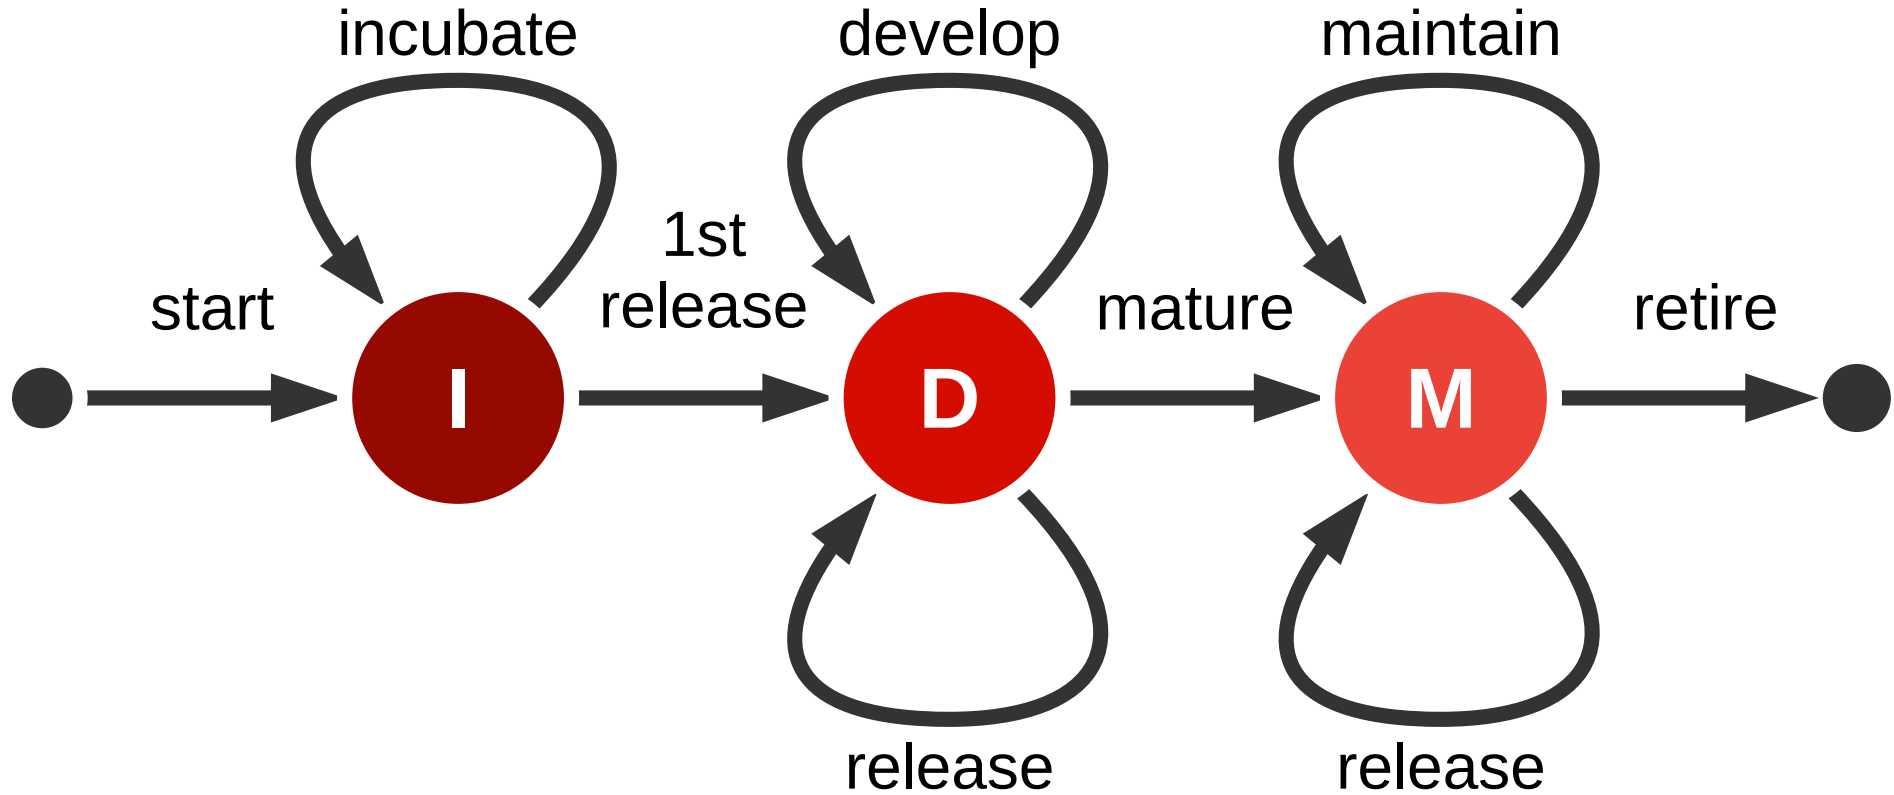 incubate
develop
maintain
start
1st
release
mature
retire
I
D
M
release
release